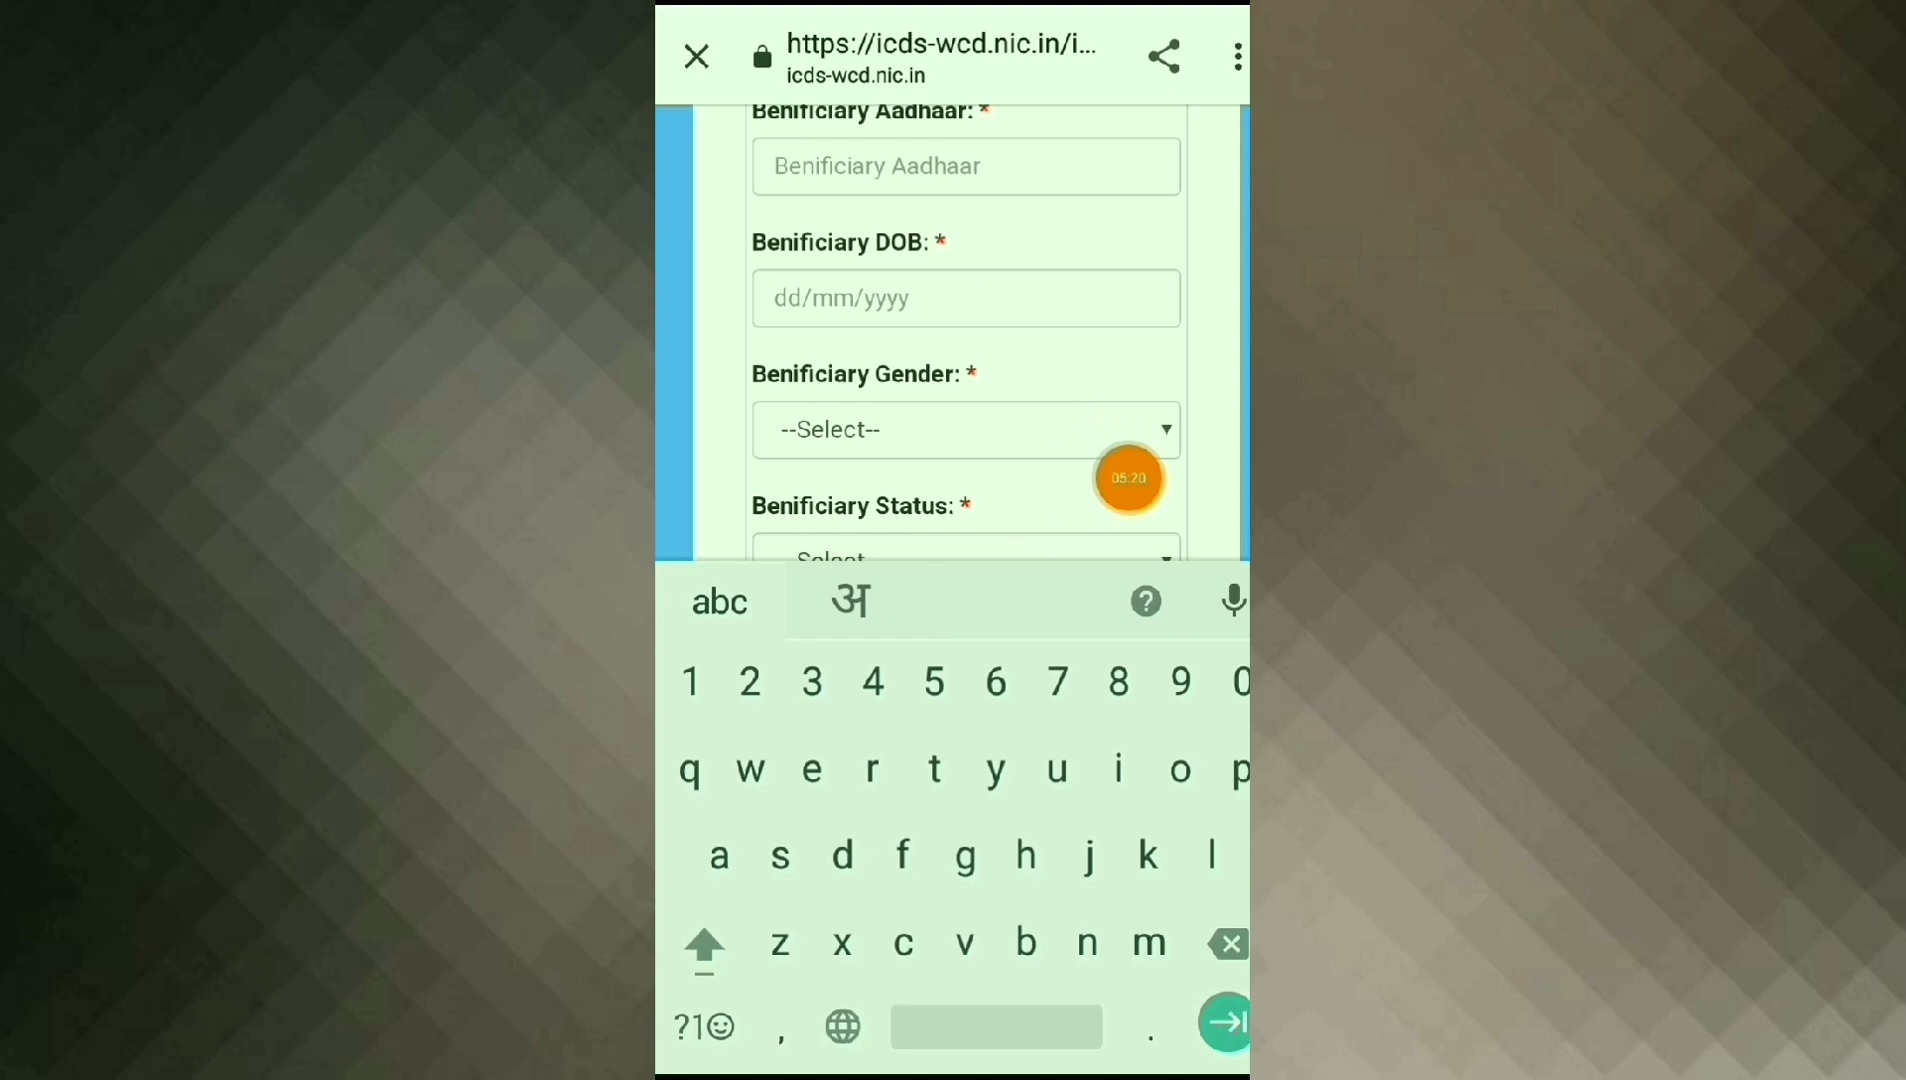 https://icds-wcd.nic.in/i...
icds-wcd.nic.in
Benificiary Aadhaar: *
Benificiary Aadhaar
Benificiary DOB: *
dd/mm/yyyy
Benificiary Gender: *
--Select--
05:20
Benificiary Status: *
--Select--
abc अ
1 2 3 4 5 6 7 8 9 0
q w e r t y u i o p
a s d f g h j k l
z x c v b n m
?1☺ , .